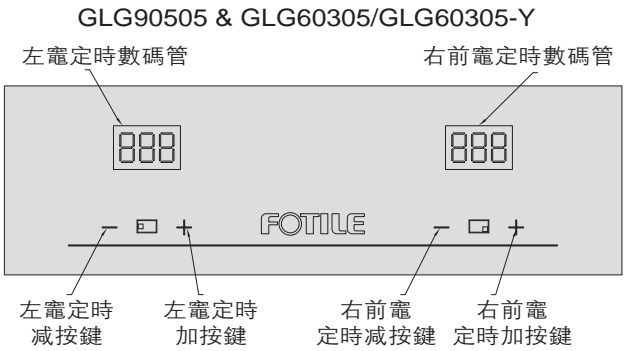 GLG90505 & GLG60305/GLG60305-Y
左竈定時數碼管
右前竈定時數碼管
888
888
− +
FOTILE
− +
左竈定時
减按鍵
左竈定時
加按鍵
右前竈
定時减按鍵
右前竈
定時加按鍵